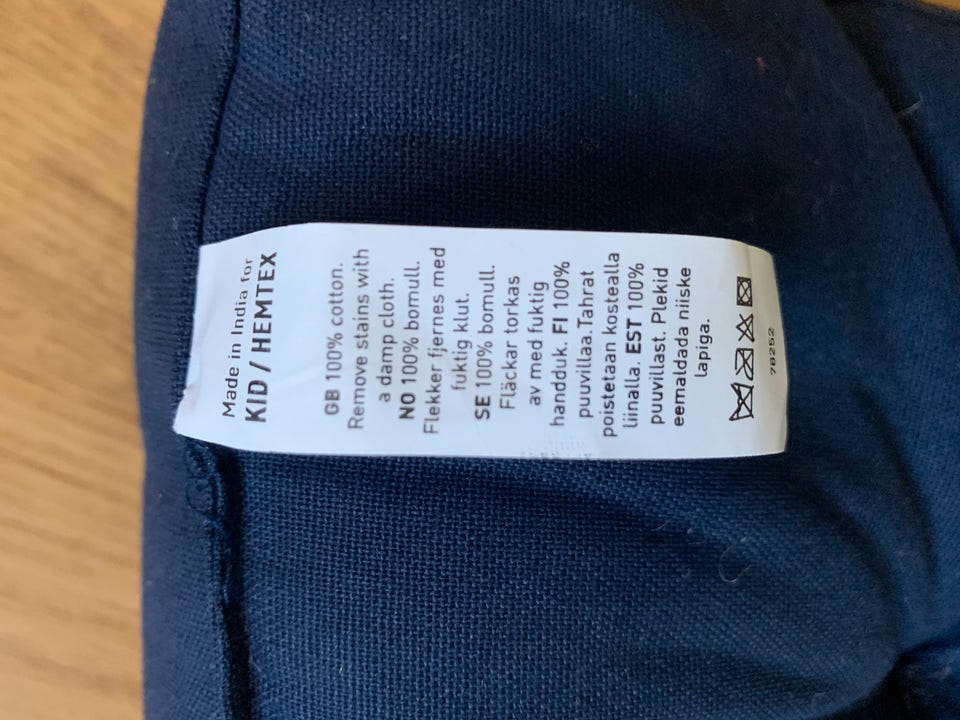 Made in India for
KID / HEMTEX
GB 100% cotton.
Remove stains with
a damp cloth.
NO 100% bomull.
Flekker fjernes med
fuktig klut.
SE 100% bomull.
Fläckar torkas
av med fuktig
handduk. FI 100%
puuvillaa.Tahrat
poistetaan kostealla
liinalla. EST 100%
puuvillast. Plekid
eemaldada niiske
lapiga.
78252